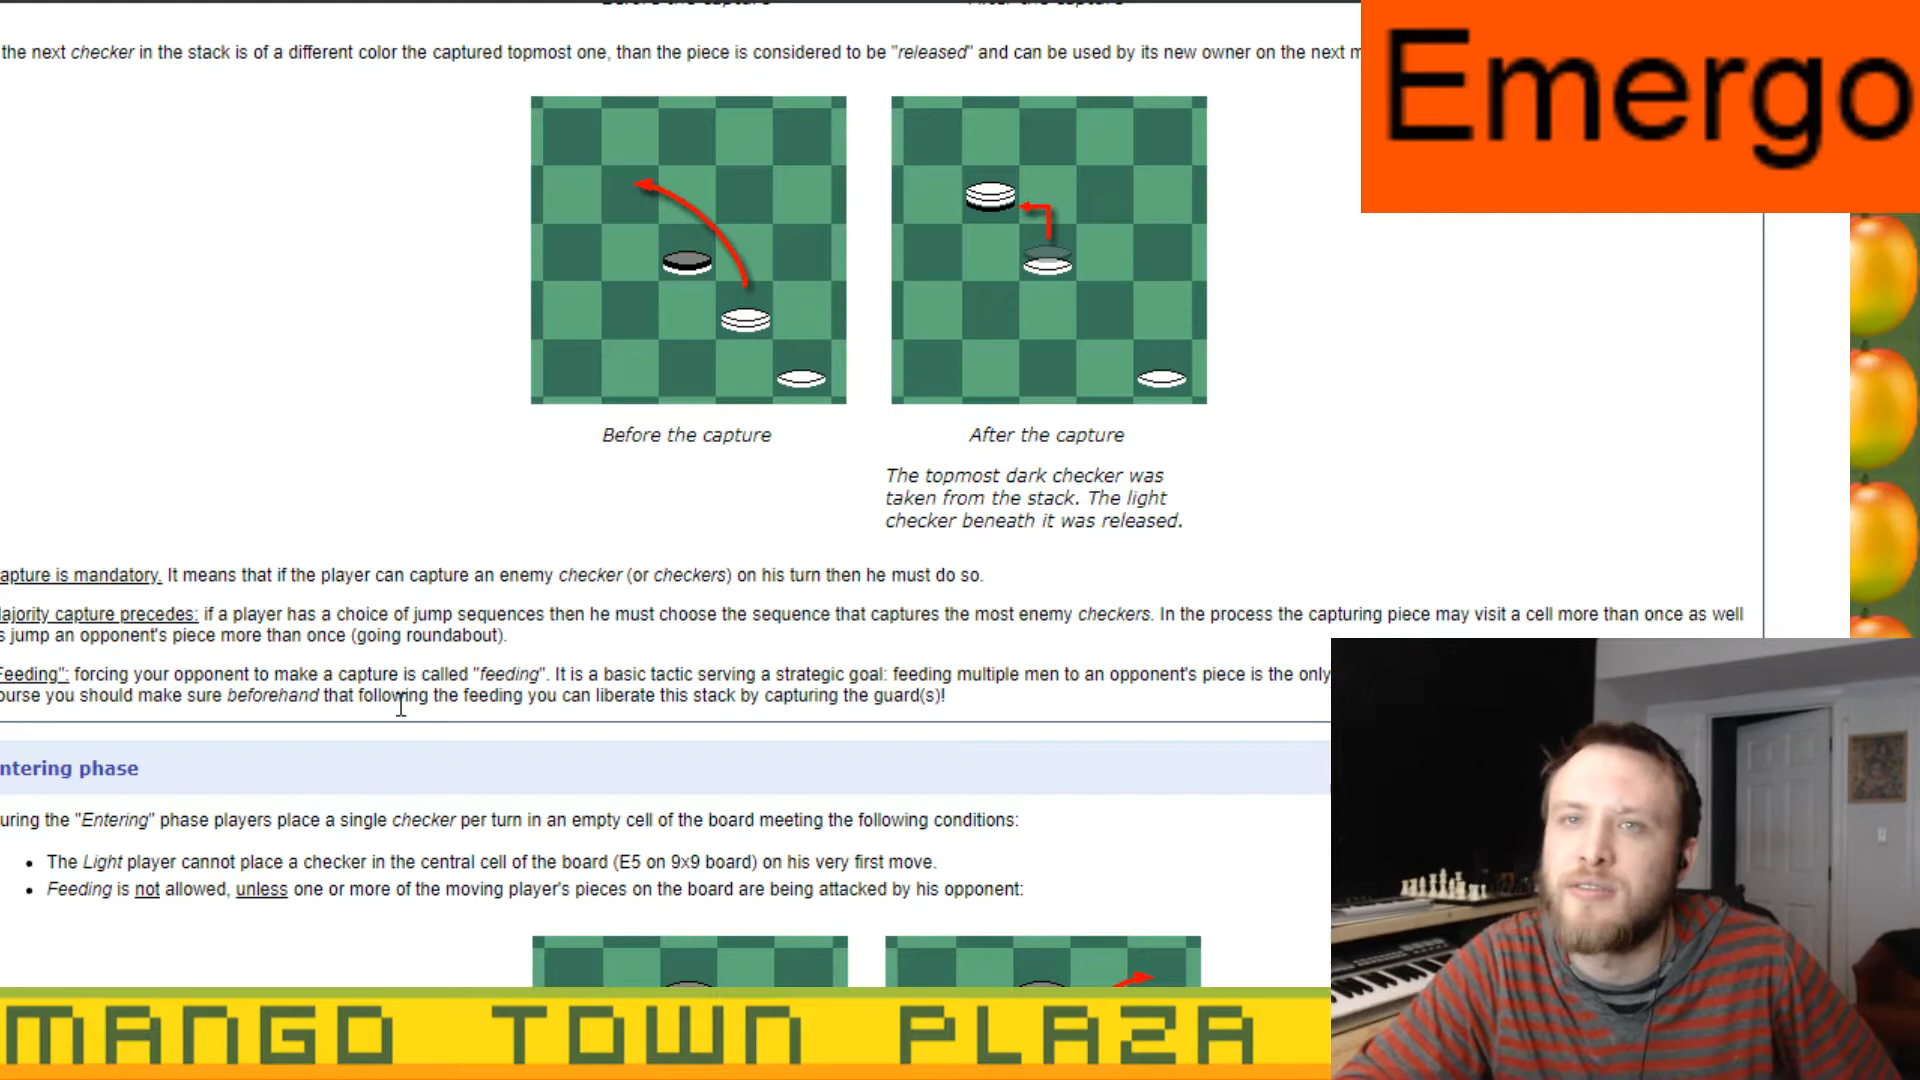 Before the capture After the capture
the next checker in the stack is of a different color the captured topmost one, than the piece is considered to be "released" and can be used by its new owner on the next m
Emergo
Before the capture
After the capture
The topmost dark checker was
taken from the stack. The light
checker beneath it was released.
apture is mandatory. It means that if the player can capture an enemy checker (or checkers) on his turn then he must do so.
ajority capture precedes: if a player has a choice of jump sequences then he must choose the sequence that captures the most enemy checkers. In the process the capturing piece may visit a cell more than once as well
s jump an opponent's piece more than once (going roundabout).
Feeding": forcing your opponent to make a capture is called "feeding". It is a basic tactic serving a strategic goal: feeding multiple men to an opponent's piece is the only
ourse you should make sure beforehand that following the feeding you can liberate this stack by capturing the guard(s)!
ntering phase
uring the "Entering" phase players place a single checker per turn in an empty cell of the board meeting the following conditions:
• The Light player cannot place a checker in the central cell of the board (E5 on 9x9 board) on his very first move.
• Feeding is not allowed, unless one or more of the moving player's pieces on the board are being attacked by his opponent:
MANGO TOWN PLAZA